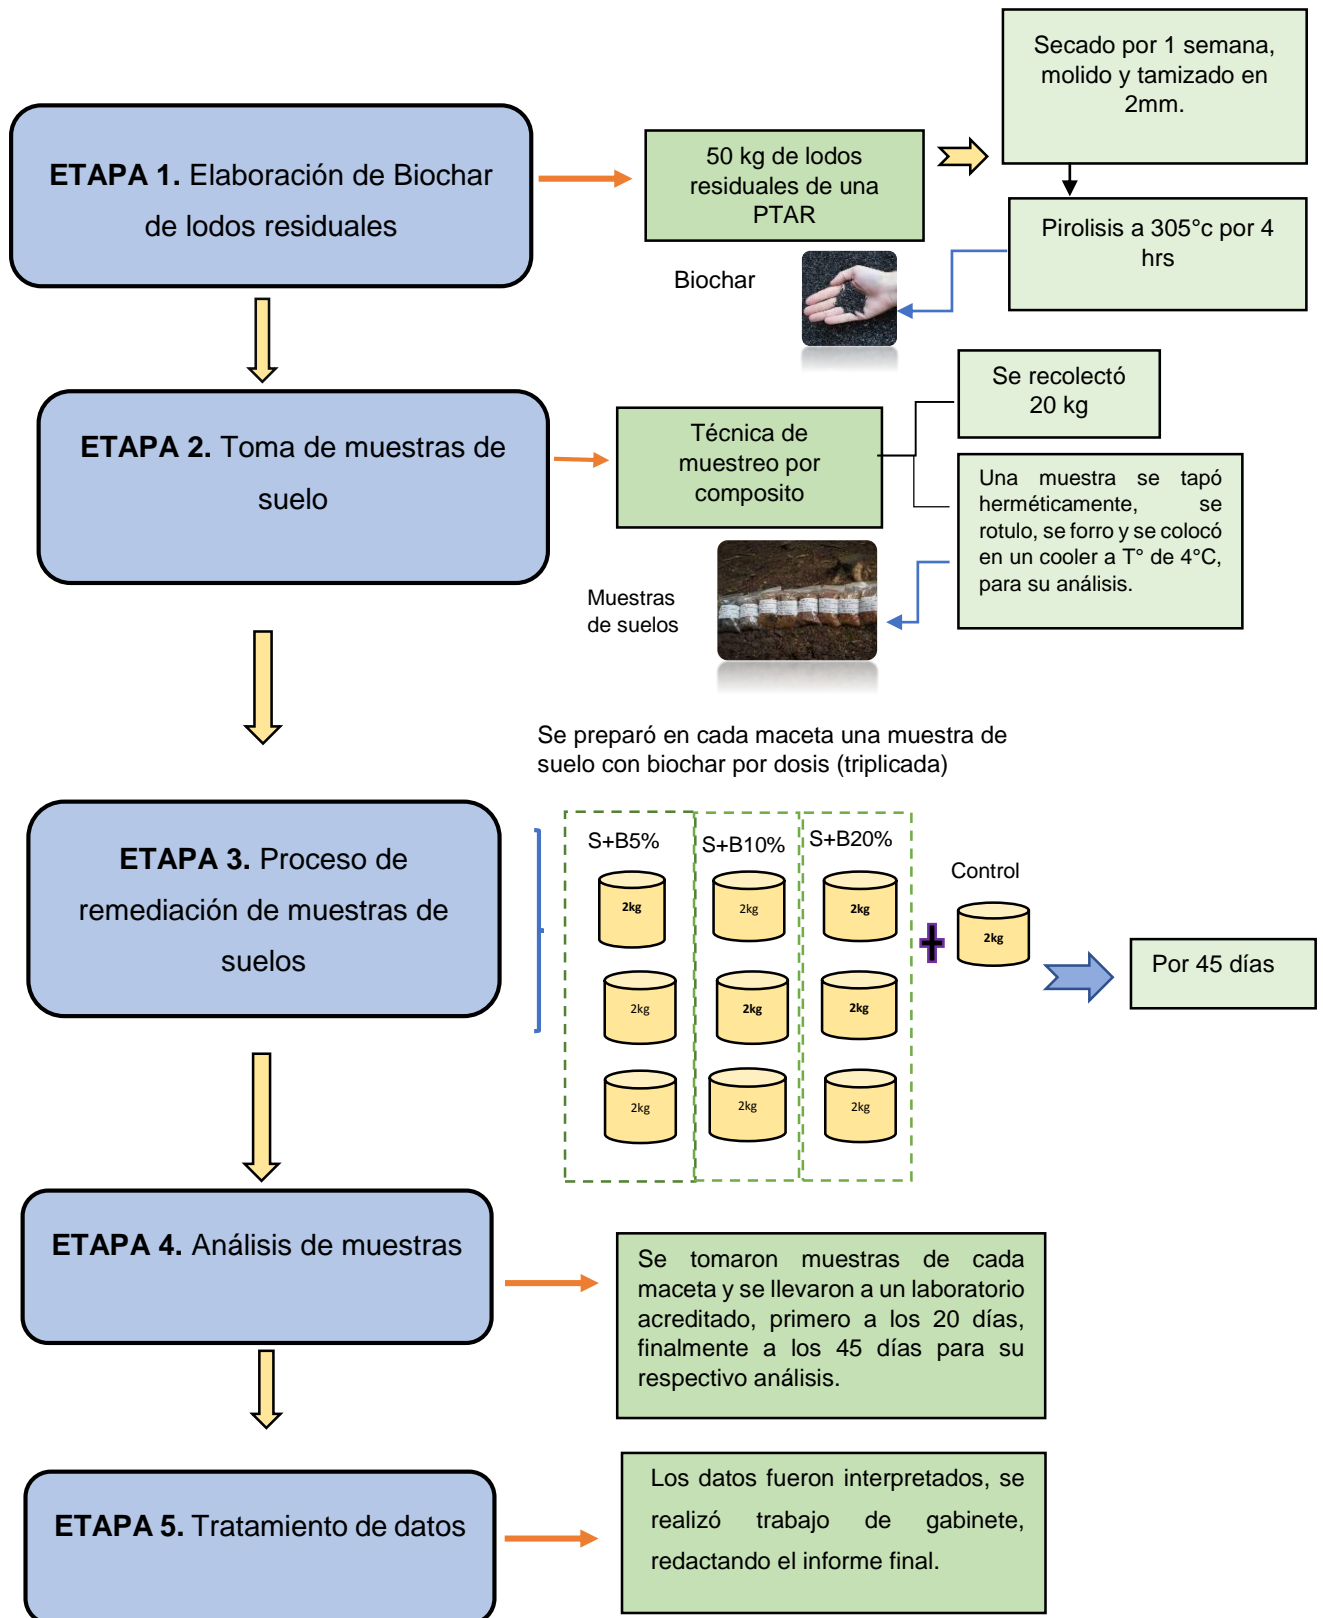 ETAPA 1. Elaboración de Biochar
de lodos residuales
50 kg de lodos
residuales de una
PTAR
Secado por 1 semana,
molido y tamizado en
2mm.
Pirolisis a 305°c por 4
hrs
Biochar
ETAPA 2. Toma de muestras de
suelo
Técnica de
muestreo por
composito
Se recolectó
20 kg
Una muestra se tapó
herméticamente, se
rotulo, se forro y se colocó
en un cooler a T° de 4°C,
para su análisis.
Muestras
de suelos
Se preparó en cada maceta una muestra de
suelo con biochar por dosis (triplicada)
ETAPA 3. Proceso de
remediación de muestras de
suelos
S+B5%
S+B10%
S+B20%
Control
2kg
2kg
2kg
2kg
2kg
2kg
2kg
2kg
2kg
2kg
Por 45 días
ETAPA 4. Análisis de muestras
Se tomaron muestras de cada
maceta y se llevaron a un laboratorio
acreditado, primero a los 20 días,
finalmente a los 45 días para su
respectivo análisis.
ETAPA 5. Tratamiento de datos
Los datos fueron interpretados, se
realizó trabajo de gabinete,
redactando el informe final.